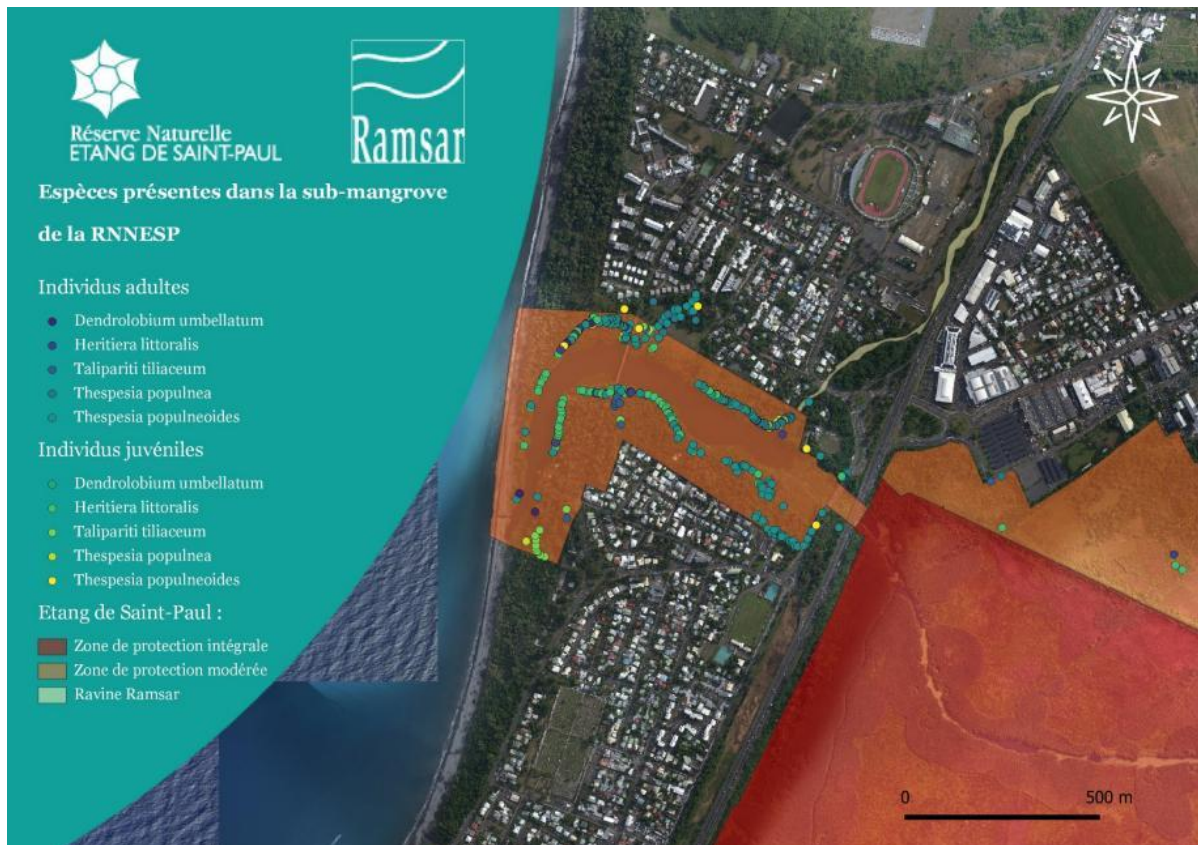 Réserve Naturelle
ETANG DE SAINT-PAUL
Ramsar
Espèces présentes dans la sub-mangrove
de la RNNESP
Individus adultes
Dendrolobium umbellatum
Heritiera littoralis
Talipariti tiliaceum
Thespesia populnea
Thespesia populneoides
Individus juvéniles
Dendrolobium umbellatum
Heritiera littoralis
Talipariti tiliaceum
Thespesia populnea
Thespesia populneoides
Etang de Saint-Paul :
Zone de protection intégrale
Zone de protection modérée
Ravine Ramsar
0 500 m